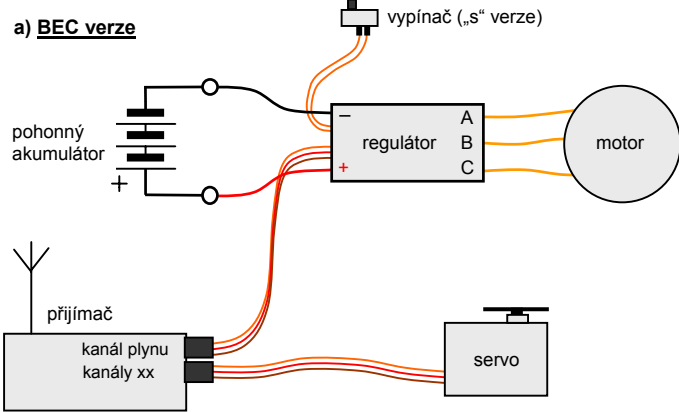 a) BEC verze
vypínač („s“ verze)
pohonný
akumulátor
+
−
+
regulátor
A
B
C
motor
přijímač
kanál plynu
kanály xx
servo